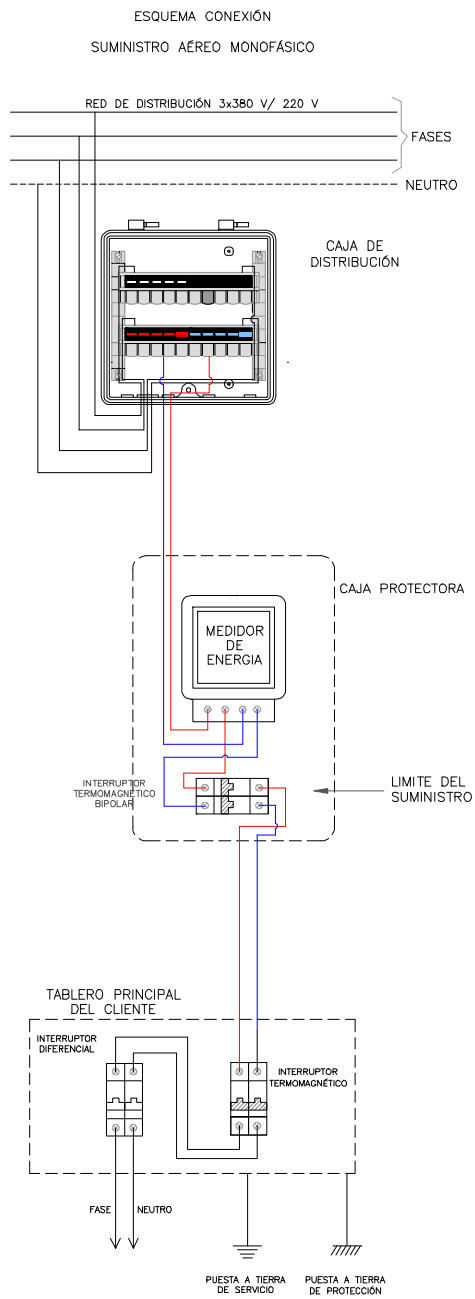 ESQUEMA CONEXIÓN
SUMINISTRO AÉREO MONOFÁSICO
RED DE DISTRIBUCIÓN 3x380 V/ 220 V
FASES
NEUTRO
CAJA DE
DISTRIBUCIÓN
CAJA PROTECTORA
MEDIDOR
DE
ENERGIA
INTERRUPTOR
TERMOMAGNÉTICO
BIPOLAR
LIMITE DEL
SUMINISTRO
TABLERO PRINCIPAL
DEL CLIENTE
INTERRUPTOR
DIFERENCIAL
INTERRUPTOR
TERMOMAGNÉTICO
FASE
NEUTRO
PUESTA A TIERRA
DE SERVICIO
PUESTA A TIERRA
DE PROTECCIÓN